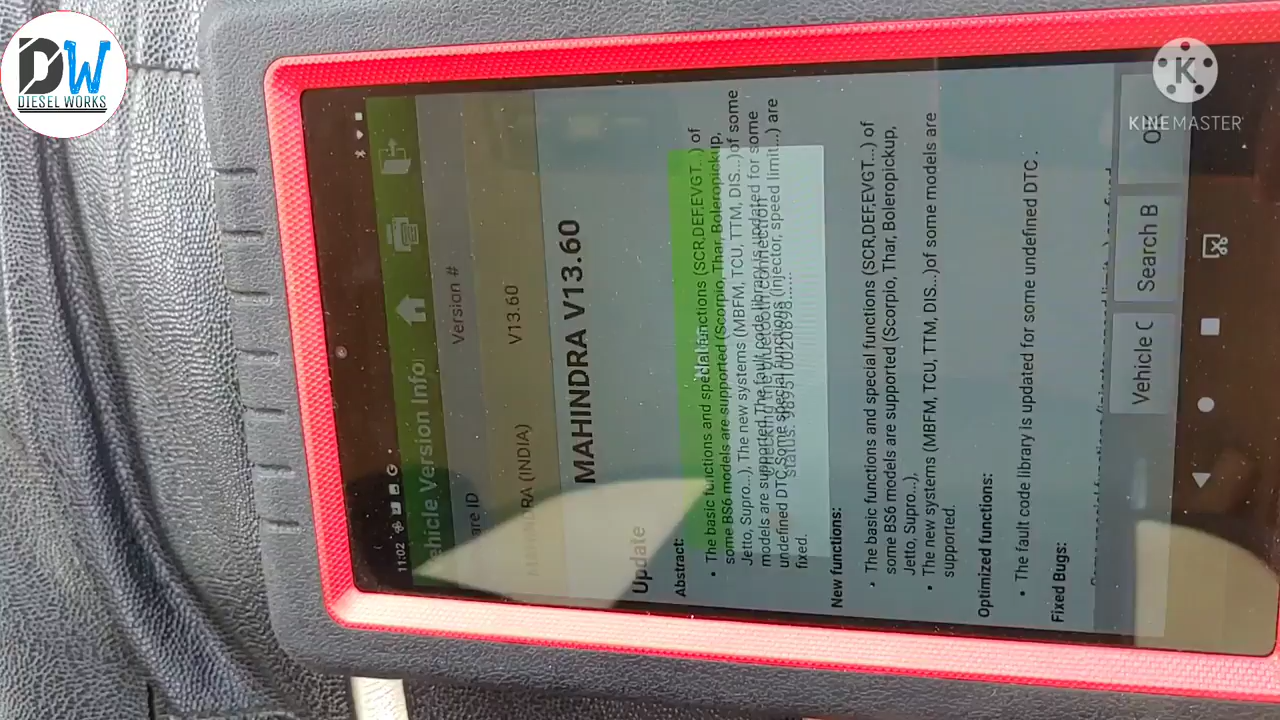 DW
DIESEL WORKS
K
KINEMASTER
11:02
ehicle Version Info
are ID
Version #
MAHINDRA (INDIA)
V13.60
MAHINDRA V13.60
Update
Abstract:
• The basic functions and special functions (SCR,DEF,EVGT...) of
some BS6 models are supported (Scorpio, Thar, Boleropickup,
Jetto, Supro...), The new systems (MBFM, TCU, TTM, DIS...)of some
models are supported.The fault code library is updated for some
undefined DTC.Some special functions (Injector, speed limit...) are
fixed.
New functions:
• The basic functions and special functions (SCR,DEF,EVGT...) of
some BS6 models are supported (Scorpio, Thar, Boleropickup,
Jetto, Supro...),
• The new systems (MBFM, TCU, TTM, DIS...)of some models are
supported.
Optimized functions:
• The fault code library is updated for some undefined DTC .
Fixed Bugs:
Vehicle C
Search B